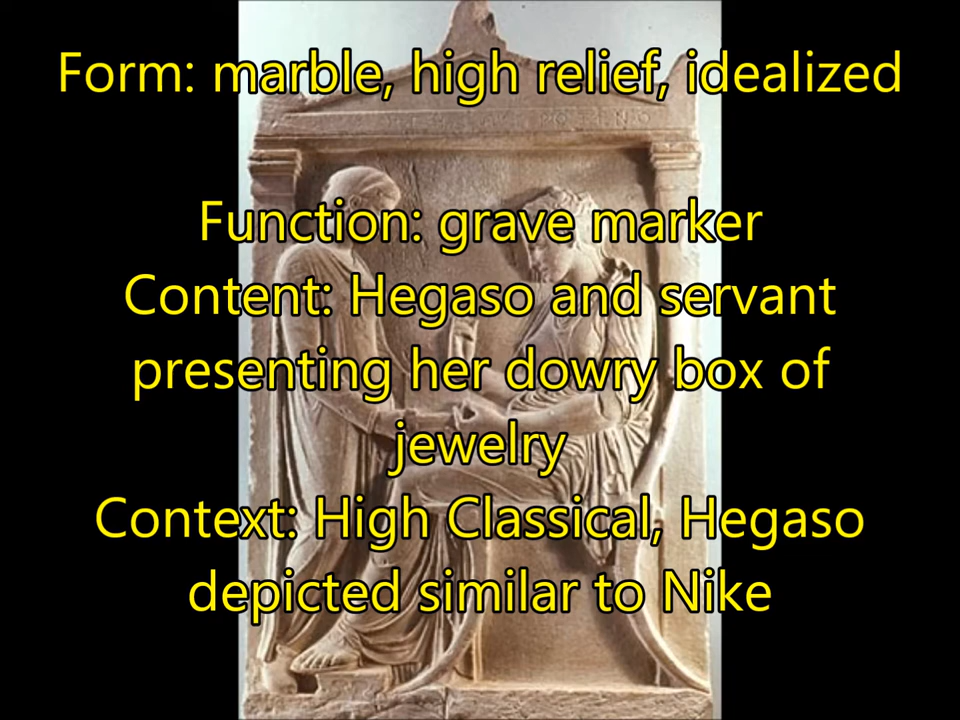 Form: marble, high relief, idealized
Function: grave marker
Content: Hegaso and servant
presenting her dowry box of
jewelry
Context: High Classical, Hegaso
depicted similar to Nike